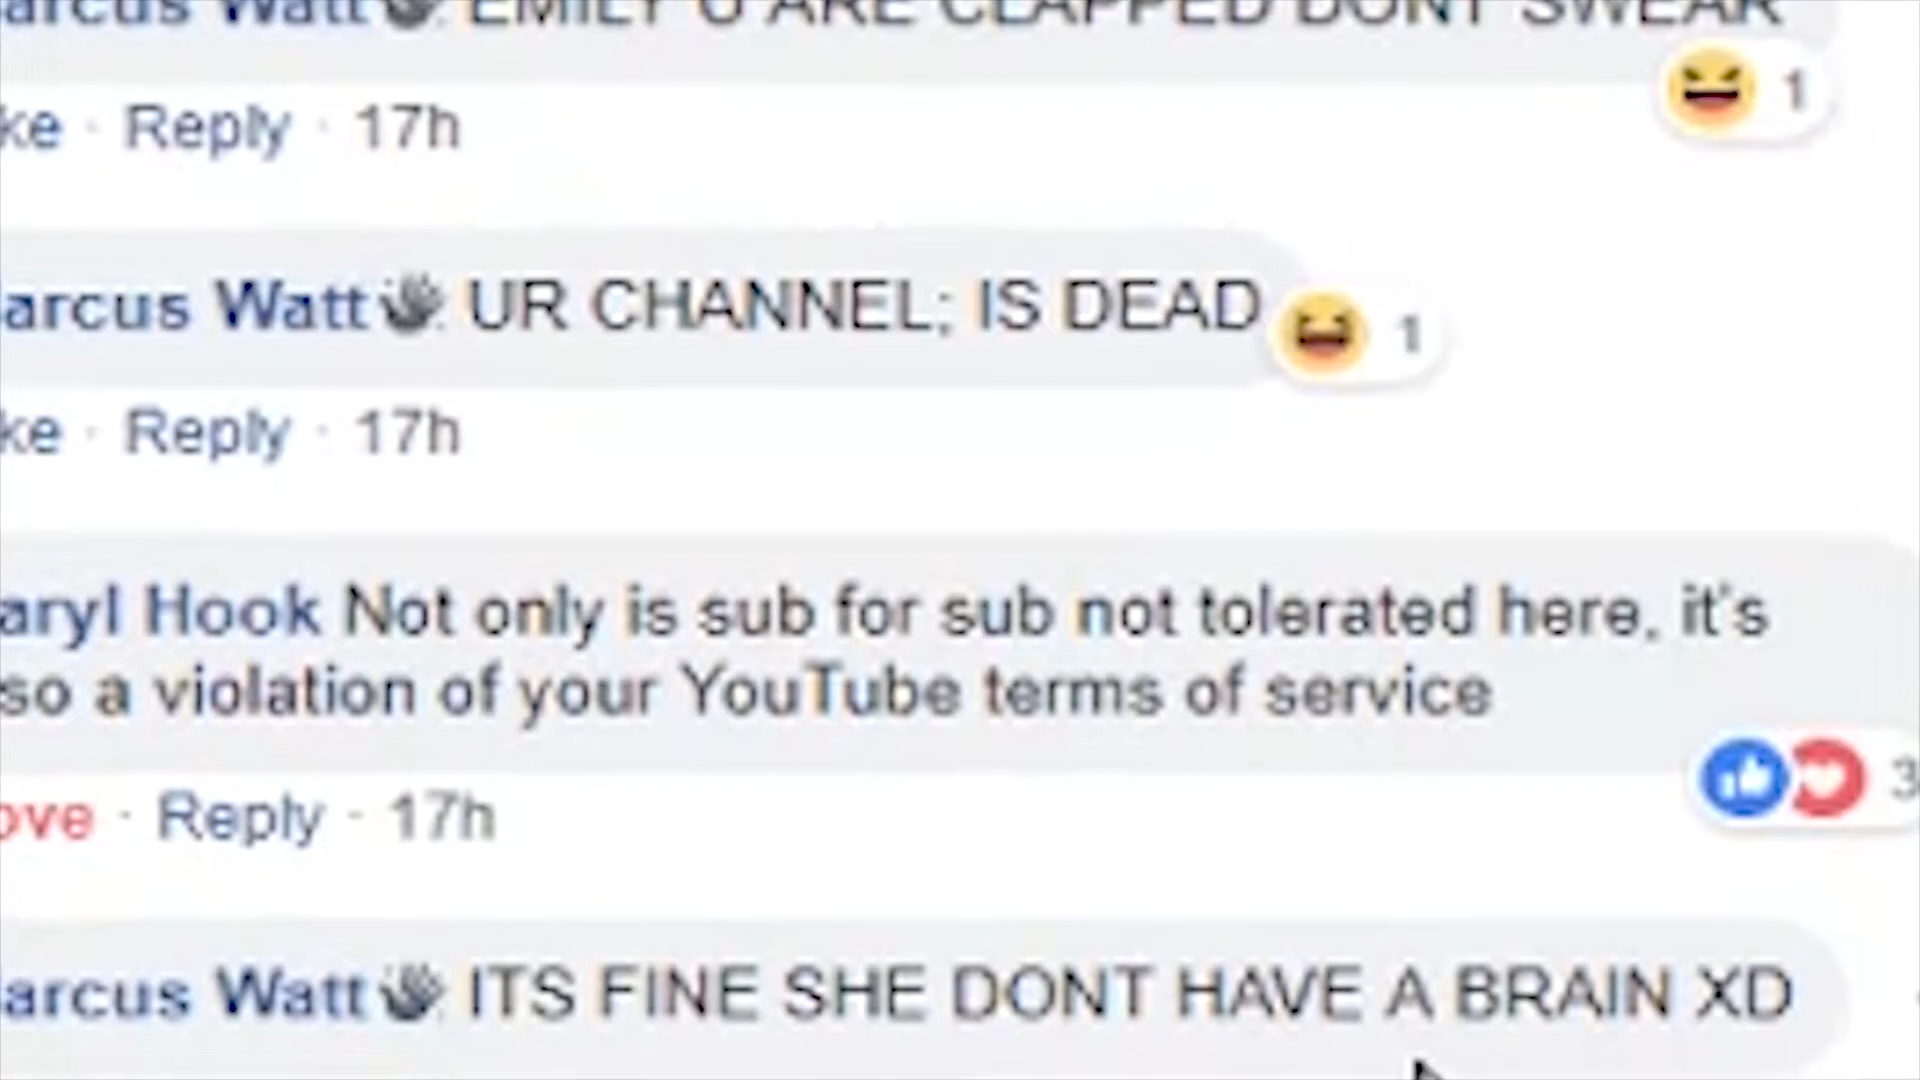 arcus Watt EMILY U ARE CLAPPED DONT SWEAR
1
ke · Reply · 17h
arcus Watt UR CHANNEL; IS DEAD
1
ke · Reply · 17h
aryl Hook Not only is sub for sub not tolerated here, it's
so a violation of your YouTube terms of service
3
ove · Reply · 17h
arcus Watt ITS FINE SHE DONT HAVE A BRAIN XD